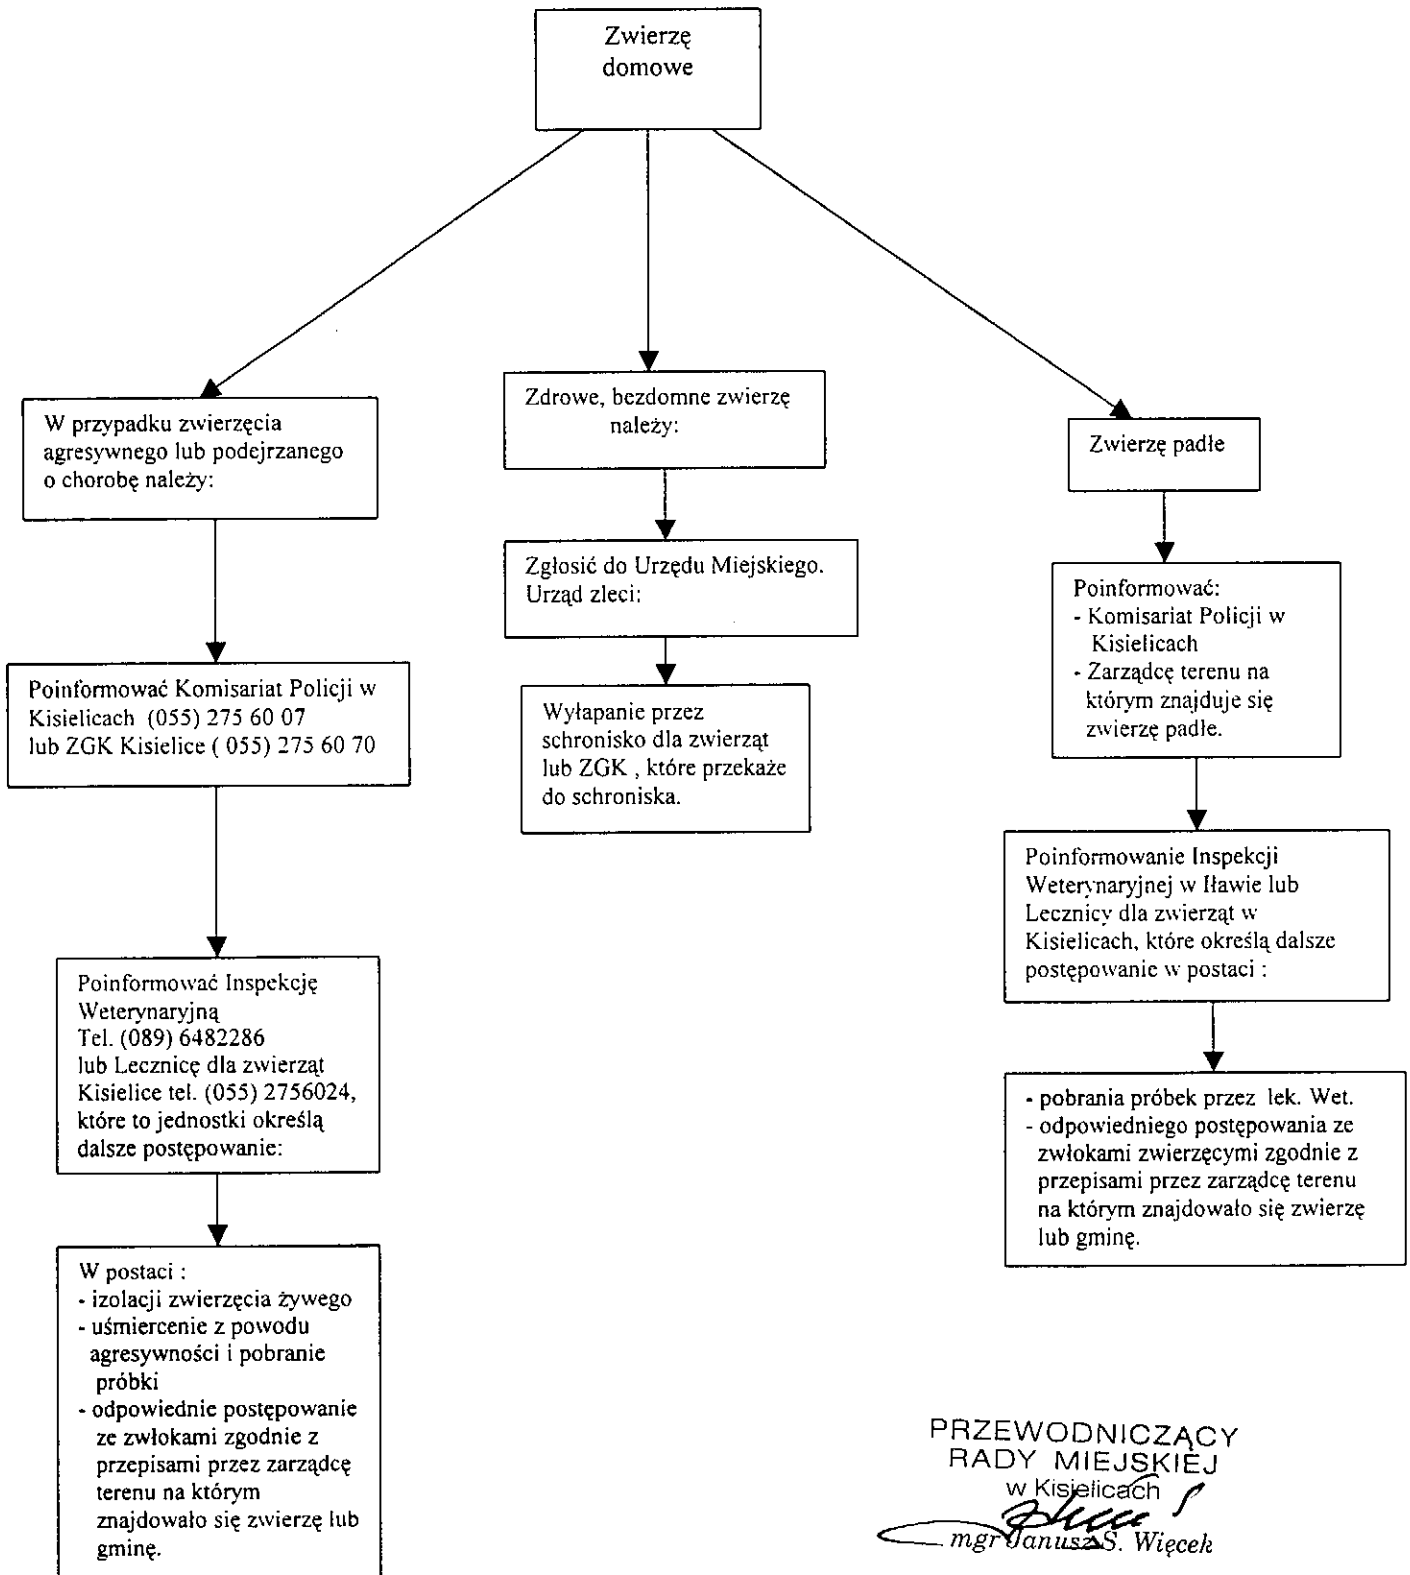 Zwierzę
domowe
W przypadku zwierzęcia
agresywnego lub podejrzanego
o chorobę należy:
Poinformować Komisariat Policji w
Kisielicach (055) 275 60 07
lub ZGK Kisielice ( 055) 275 60 70
Poinformować Inspekcję
Weterynaryjną
Tel. (089) 6482286
lub Lecznicę dla zwierząt
Kisielice tel. (055) 2756024,
które to jednostki określą
dalsze postępowanie:
W postaci :
- izolacji zwierzęcia żywego
- uśmiercenie z powodu
agresywności i pobranie
próbki
- odpowiednie postępowanie
ze zwłokami zgodnie z
przepisami przez zarządcę
terenu na którym
znajdowało się zwierzę lub
gminę.
Zdrowe, bezdomne zwierzę
należy:
Zgłosić do Urzędu Miejskiego.
Urząd zleci:
Wyłapanie przez
schronisko dla zwierząt
lub ZGK , które przekaże
do schroniska.
Zwierzę padłe
Poinformować:
- Komisariat Policji w
Kisielicach
- Zarządcę terenu na
którym znajduje się
zwierzę padłe.
Poinformowanie Inspekcji
Weterynaryjnej w Iławie lub
Lecznicy dla zwierząt w
Kisielicach, które określą dalsze
postępowanie w postaci :
- pobrania próbek przez lek. Wet.
- odpowiedniego postępowania ze
zwłokami zwierzęcymi zgodnie z
przepisami przez zarządcę terenu
na którym znajdowało się zwierzę
lub gminę.
PRZEWODNICZĄCY
RADY MIEJSKIEJ
w Kisielicach
mgr Janusz S. Więcek